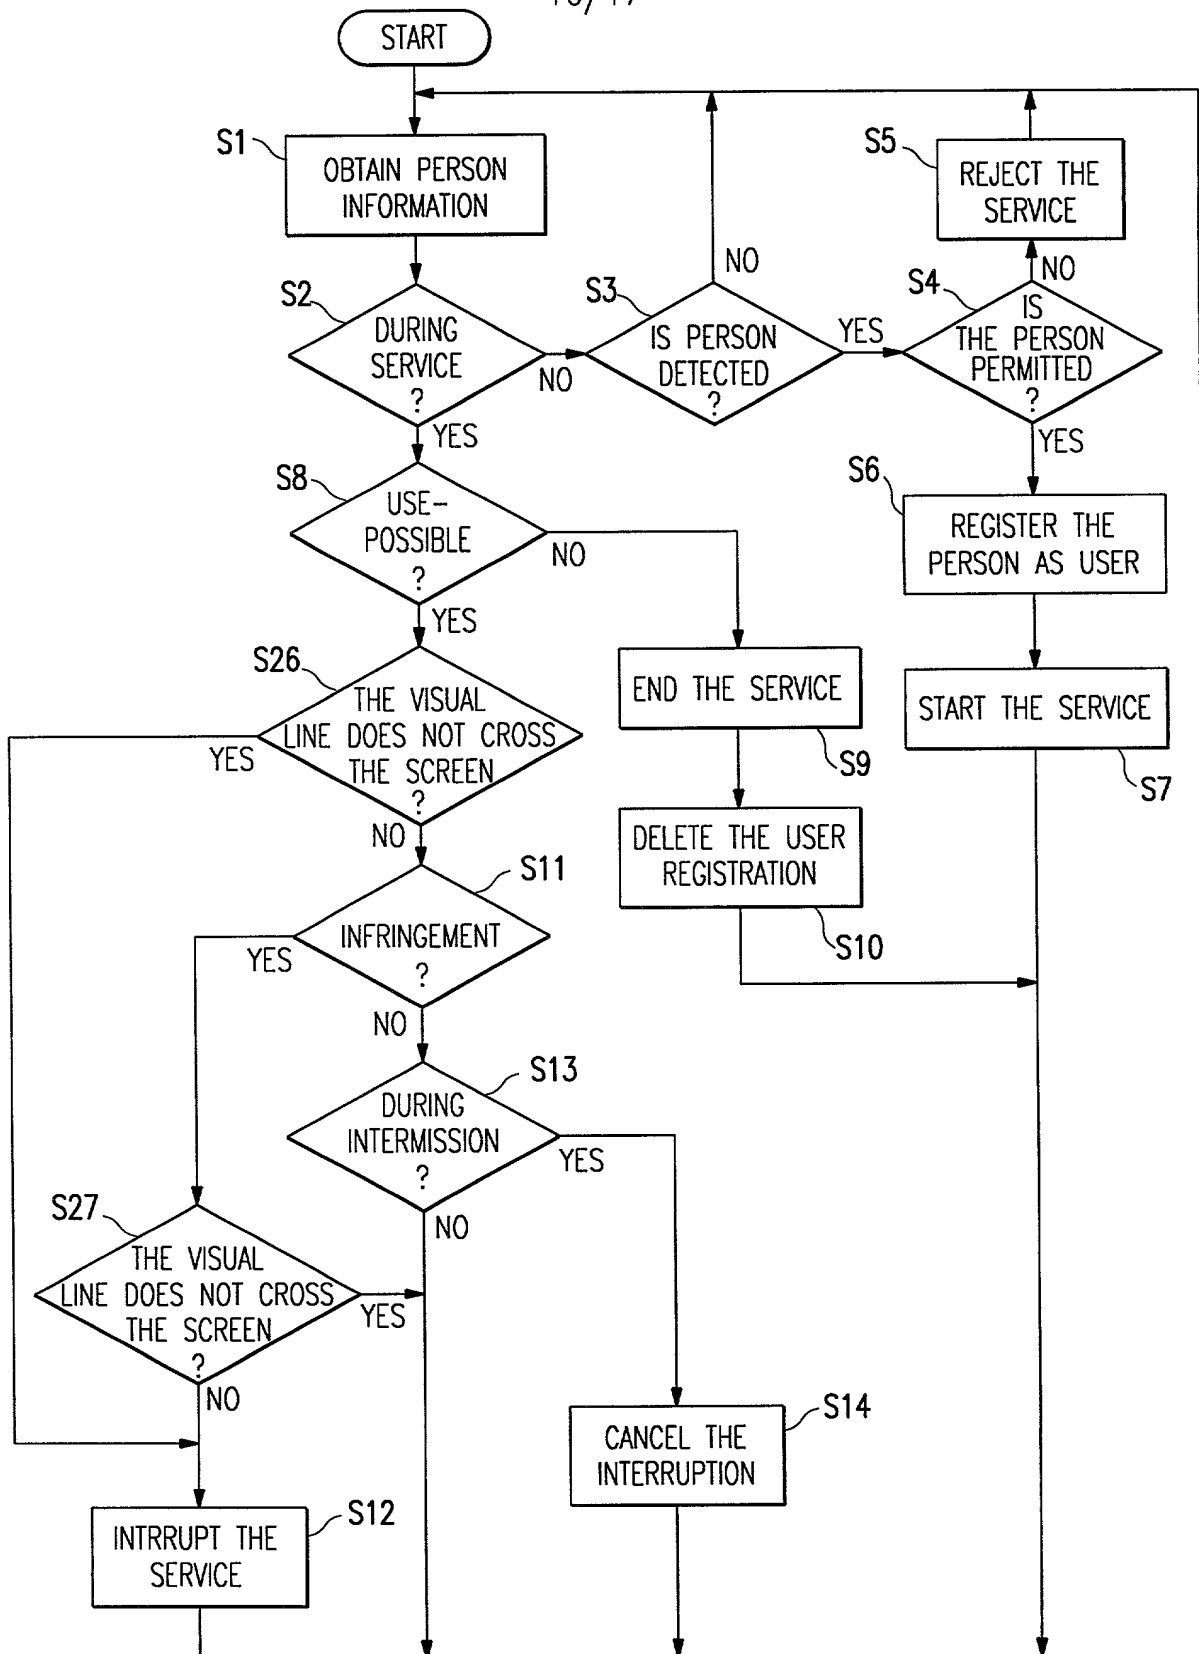 START
S1
OBTAIN PERSON
INFORMATION
S5
REJECT THE
SERVICE
NO
NO
S2
DURING
SERVICE
?
NO
YES
S3
IS PERSON
DETECTED
?
YES
S4
IS
THE PERSON
PERMITTED
?
YES
S8
USE-
POSSIBLE
?
NO
YES
S6
REGISTER THE
PERSON AS USER
S26
THE VISUAL
LINE DOES NOT CROSS
THE SCREEN
?
YES
NO
END THE SERVICE
S9
START THE SERVICE
S7
DELETE THE USER
REGISTRATION
S10
S11
INFRINGEMENT
?
YES
NO
S13
DURING
INTERMISSION
?
YES
NO
S27
THE VISUAL
LINE DOES NOT CROSS
THE SCREEN
?
YES
NO
S14
CANCEL THE
INTERRUPTION
S12
INTRRUPT THE
SERVICE